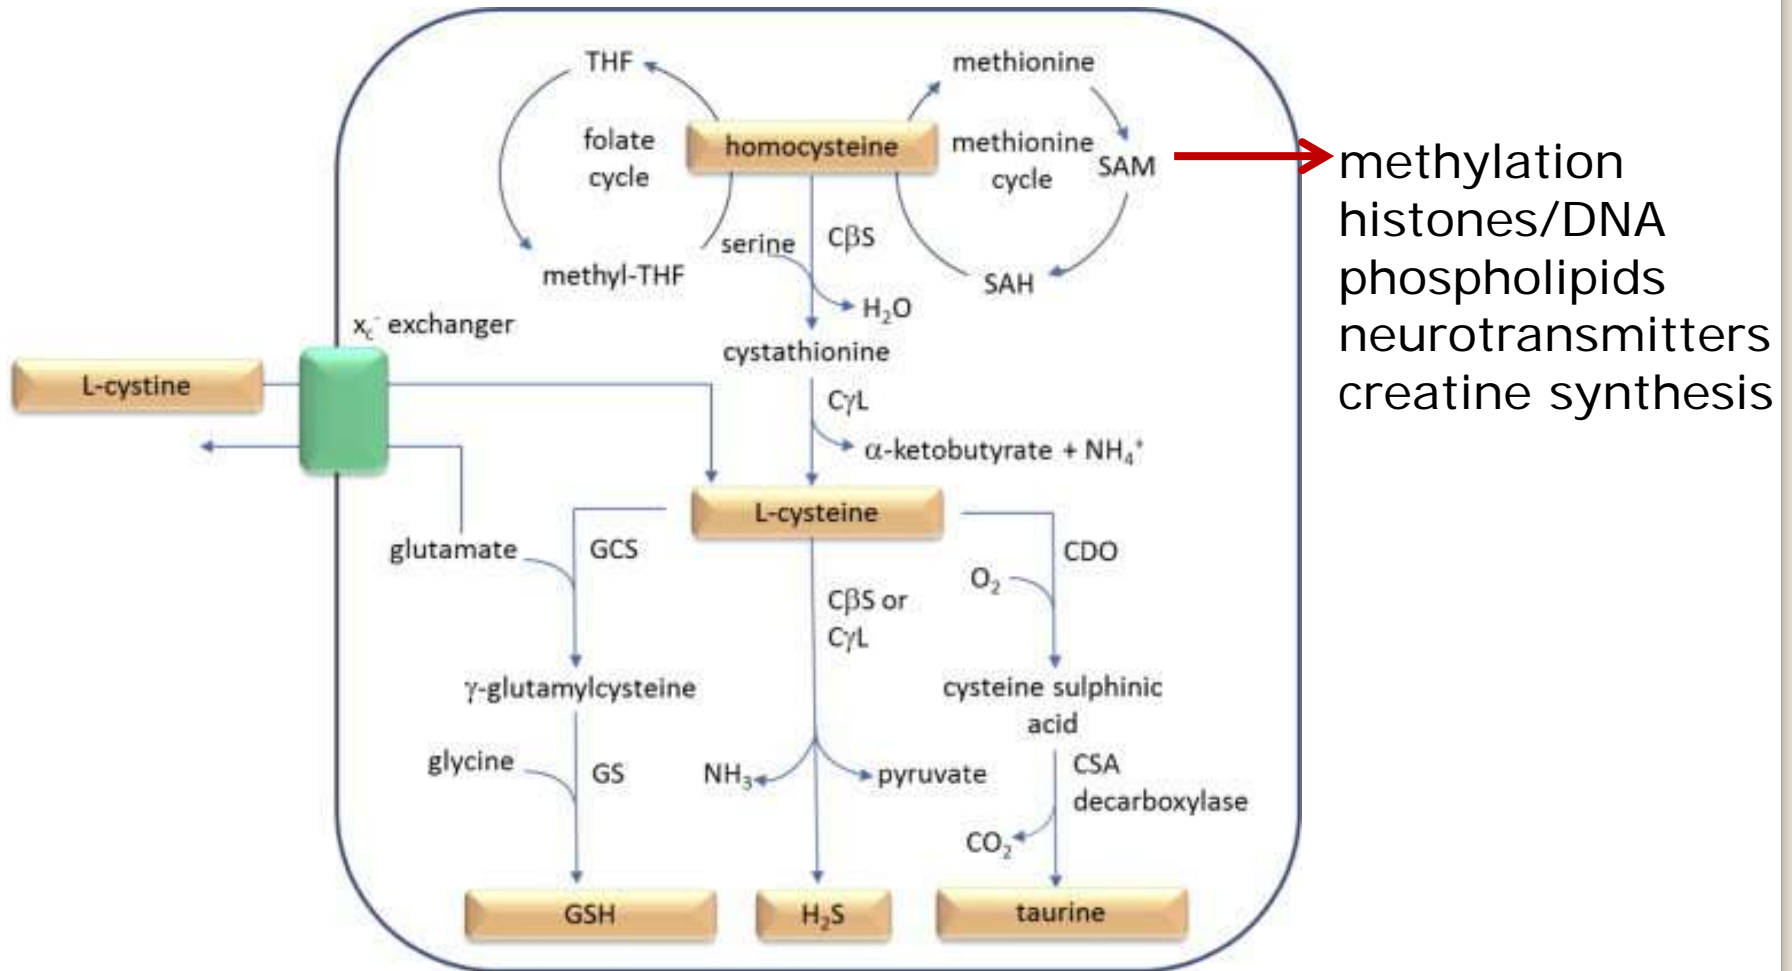 THF
methionine
folate
cycle
homocysteine
methionine
cycle
SAM
methylation
histones/DNA
phospholipids
neurotransmitters
creatine synthesis
serine
CβS
methyl-THF
SAH
H₂O
x꜀⁻ exchanger
cystathionine
L-cystine
CγL
α-ketobutyrate + NH₄⁺
L-cysteine
glutamate
GCS
CDO
O₂
CβS or
CγL
γ-glutamylcysteine
cysteine sulphinic
acid
glycine
GS
NH₃
pyruvate
CSA
decarboxylase
CO₂
GSH
H₂S
taurine